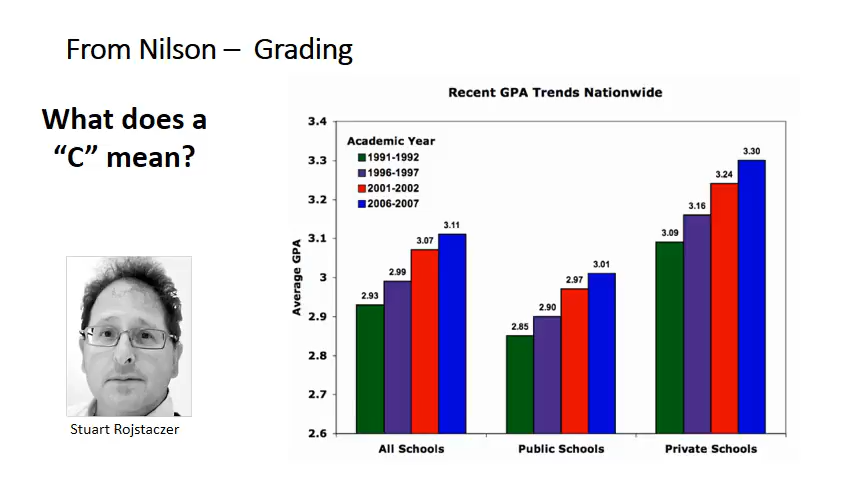 From Nilson – Grading
What does a
“C” mean?
Stuart Rojstaczer
Recent GPA Trends Nationwide
Academic Year
1991-1992
1996-1997
2001-2002
2006-2007
Average GPA
3.4
3.3
3.2
3.1
3
2.9
2.8
2.7
2.6
2.93
2.99
3.07
3.11
2.85
2.90
2.97
3.01
3.09
3.16
3.24
3.30
All Schools
Public Schools
Private Schools